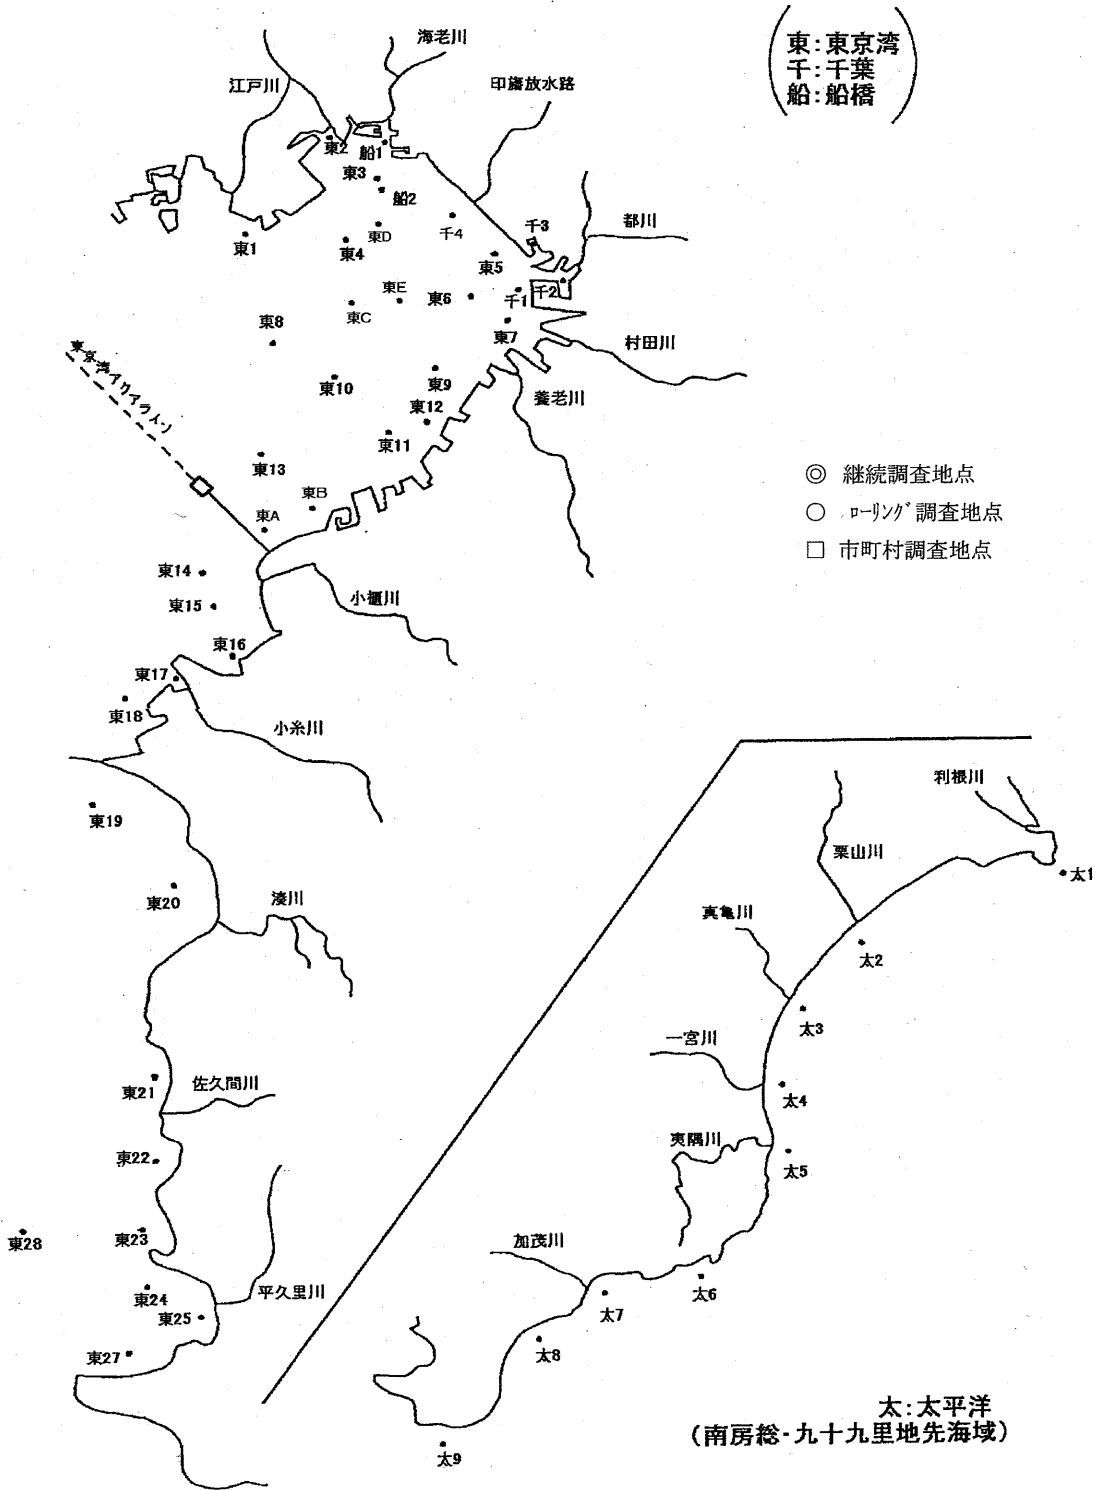 東：東京湾
千：千葉
船：船橋
海老川
江戸川
印旛放水路
東2
船1
東3
船2
都川
千3
千4
東D
東1
東4
東5
東E
東6
千1
千2
東C
東8
東7
村田川
東京湾アクアライン
東10
東9
養老川
東12
東11
東13
◎ 継続調査地点
東B
○ ﾛｰﾘﾝｸﾞ調査地点
東A
□ 市町村調査地点
東14
小櫃川
東15
東16
東17
東18
小糸川
利根川
東19
栗山川
太1
東20
湊川
真亀川
太2
太3
一宮川
東21
佐久間川
太4
夷隅川
東22
太5
東28
東23
加茂川
東24
平久里川
太6
東25
太7
東27
太8
太：太平洋
（南房総・九十九里地先海域）
太9